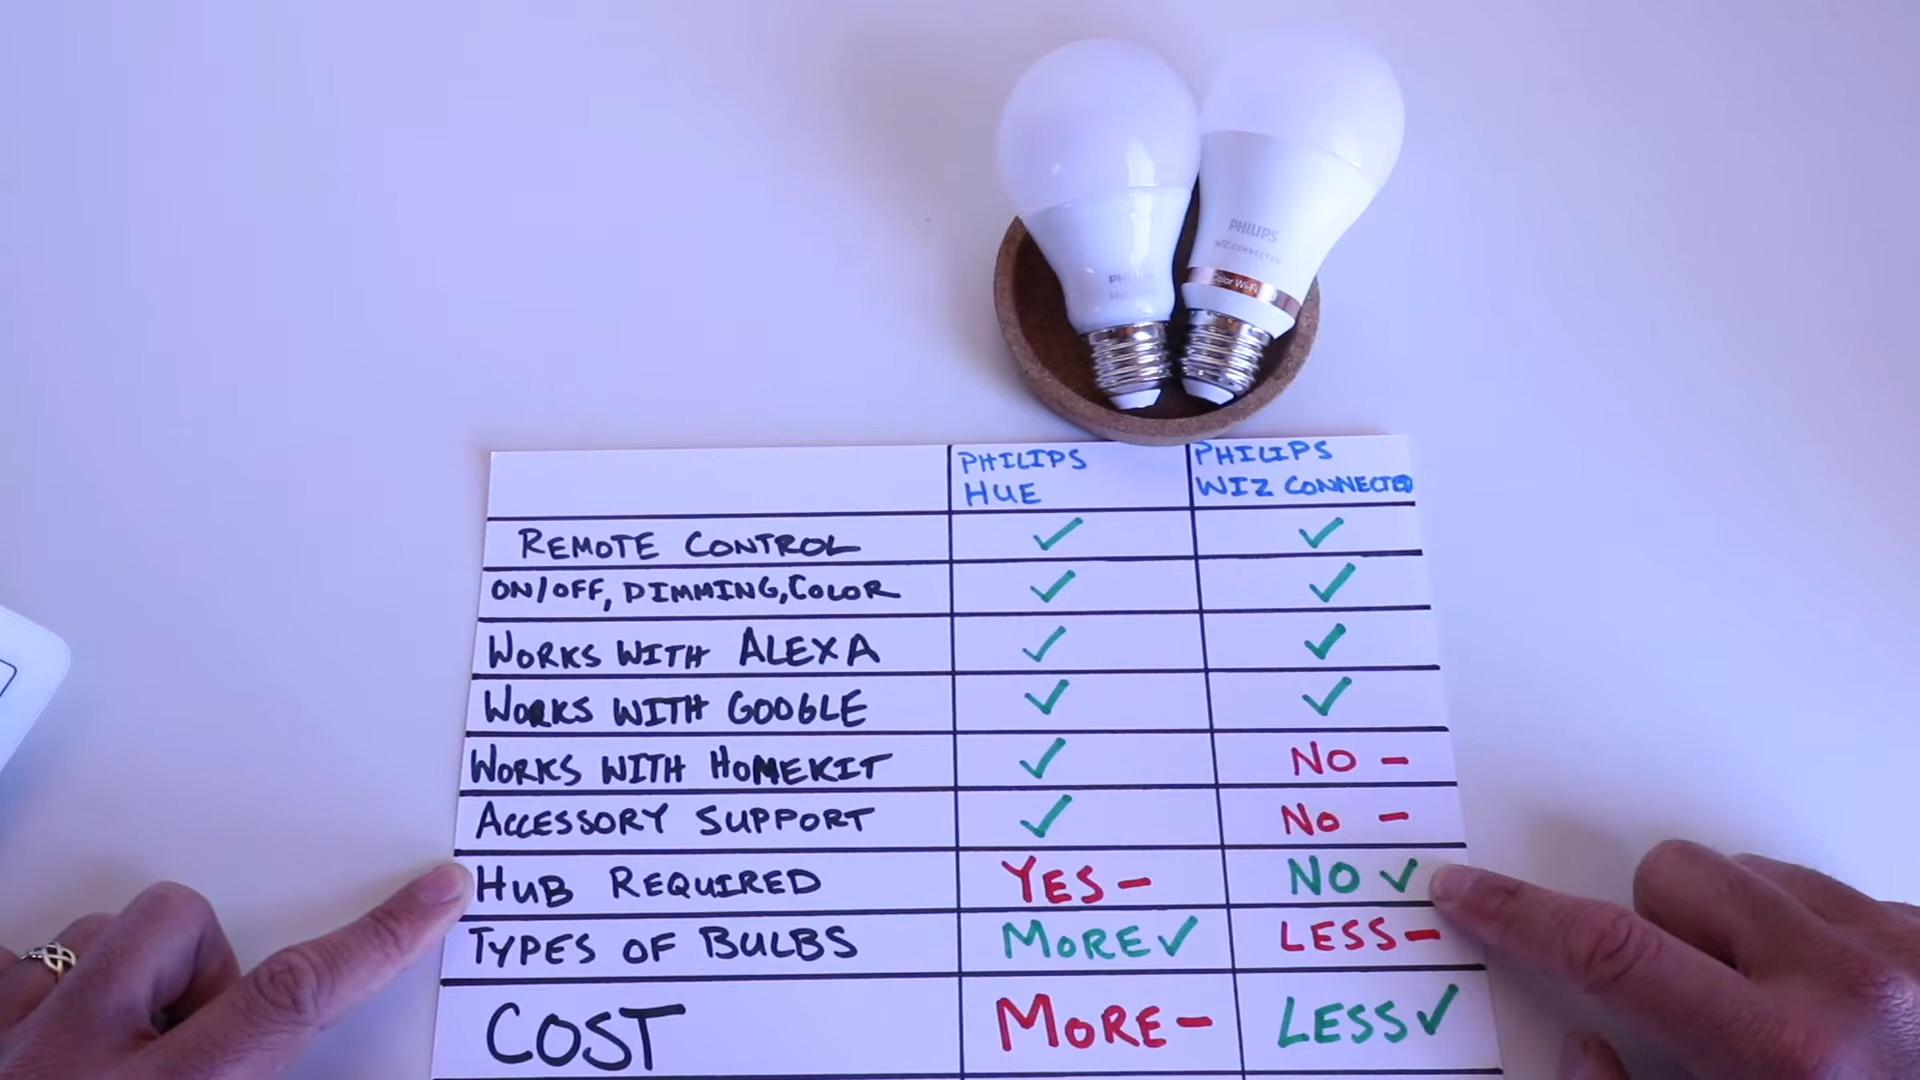 PHILIPS
WIZ CONNECTED
Color Wi-Fi
PHILIPS
HUE
PHILIPS
WIZ CONNECTED
REMOTE CONTROL ✓ ✓
ON/OFF, DIMMING, COLOR ✓ ✓
WORKS WITH ALEXA ✓ ✓
WORKS WITH GOOGLE ✓ ✓
WORKS WITH HOMEKIT ✓ NO -
ACCESSORY SUPPORT ✓ NO -
HUB REQUIRED YES - NO ✓
TYPES OF BULBS MORE ✓ LESS -
COST MORE - LESS ✓